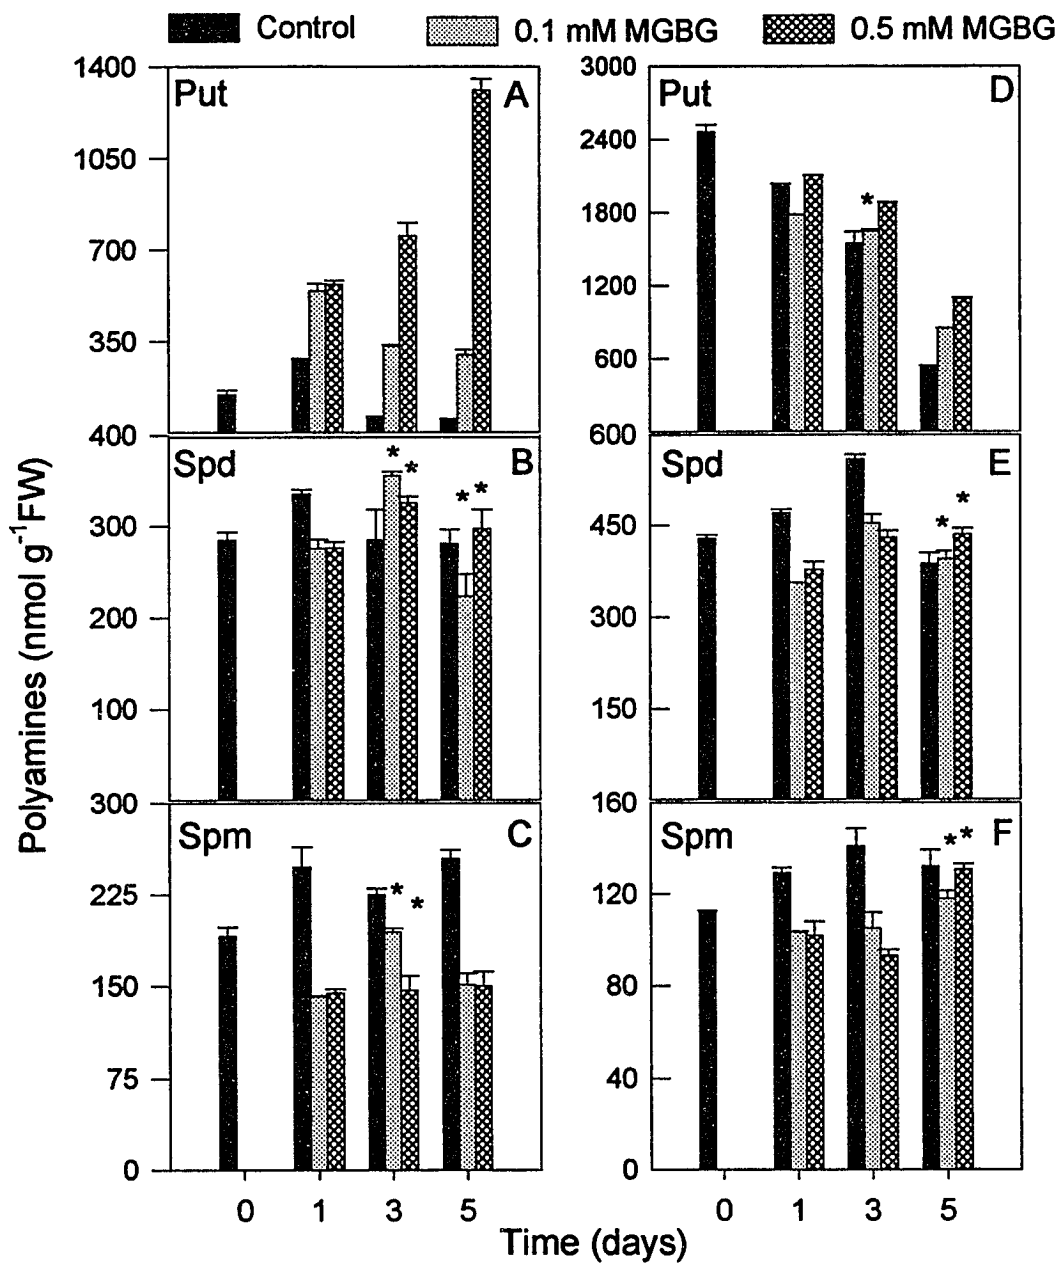 Control 0.1 mM MGBG 0.5 mM MGBG
Polyamines (nmol g⁻¹FW)
1400
1050
700
350
Put A
400
300
200
100
Spd B
300
225
150
75
0
Spm C
0 1 3 5
3000
2400
1800
1200
600
Put D
*
600
450
300
150
Spd E
160
120
80
40
0
Spm F
0 1 3 5
Time (days)
* * * *
* *
* *
* *